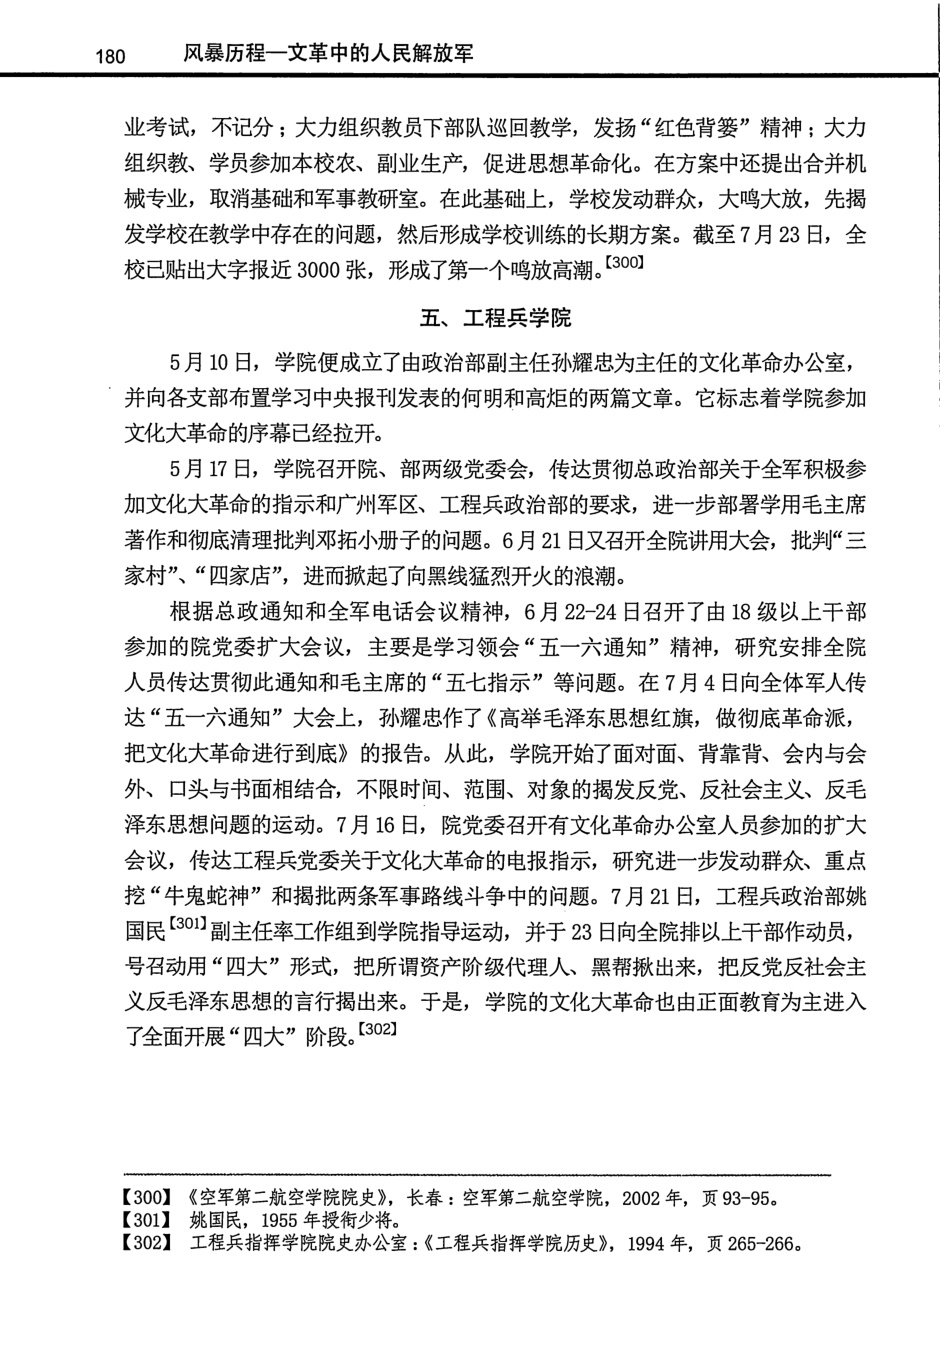 180 风暴历程—文革中的人民解放军
业考试，不记分；大力组织教员下部队巡回教学，发扬“红色背篓”精神；大力
组织教、学员参加本校农、副业生产，促进思想革命化。在方案中还提出合并机
械专业，取消基础和军事教研室。在此基础上，学校发动群众，大鸣大放，先揭
发学校在教学中存在的问题，然后形成学校训练的长期方案。截至7月23日，全
校已贴出大字报近3000张，形成了第一个鸣放高潮。【300】
五、工程兵学院
5月10日，学院便成立了由政治部副主任孙耀忠为主任的文化革命办公室，
并向各支部布置学习中央报刊发表的何明和高炬的两篇文章。它标志着学院参加
文化大革命的序幕已经拉开。
5月17日，学院召开院、部两级党委会，传达贯彻总政治部关于全军积极参
加文化大革命的指示和广州军区、工程兵政治部的要求，进一步部署学用毛主席
著作和彻底清理批判邓拓小册子的问题。6月21日又召开全院讲用大会，批判“三
家村”、“四家店”，进而掀起了向黑线猛烈开火的浪潮。
根据总政通知和全军电话会议精神，6月22-24日召开了由18级以上干部
参加的院党委扩大会议，主要是学习领会“五一六通知”精神，研究安排全院
人员传达贯彻此通知和毛主席的“五七指示”等问题。在7月4日向全体军人传
达“五一六通知”大会上，孙耀忠作了《高举毛泽东思想红旗，做彻底革命派，
把文化大革命进行到底》的报告。从此，学院开始了面对面、背靠背、会内与会
外、口头与书面相结合，不限时间、范围、对象的揭发反党、反社会主义、反毛
泽东思想问题的运动。7月16日，院党委召开有文化革命办公室人员参加的扩大
会议，传达工程兵党委关于文化大革命的电报指示，研究进一步发动群众、重点
挖“牛鬼蛇神”和揭批两条军事路线斗争中的问题。7月21日，工程兵政治部姚
国民【301】副主任率工作组到学院指导运动，并于23日向全院排以上干部作动员，
号召动用“四大”形式，把所谓资产阶级代理人、黑帮揪出来，把反党反社会主
义反毛泽东思想的言行揭出来。于是，学院的文化大革命也由正面教育为主进入
了全面开展“四大”阶段。【302】
【300】《空军第二航空学院院史》，长春：空军第二航空学院，2002年，页93-95。
【301】 姚国民，1955年授衔少将。
【302】 工程兵指挥学院院史办公室：《工程兵指挥学院历史》，1994年，页265-266。